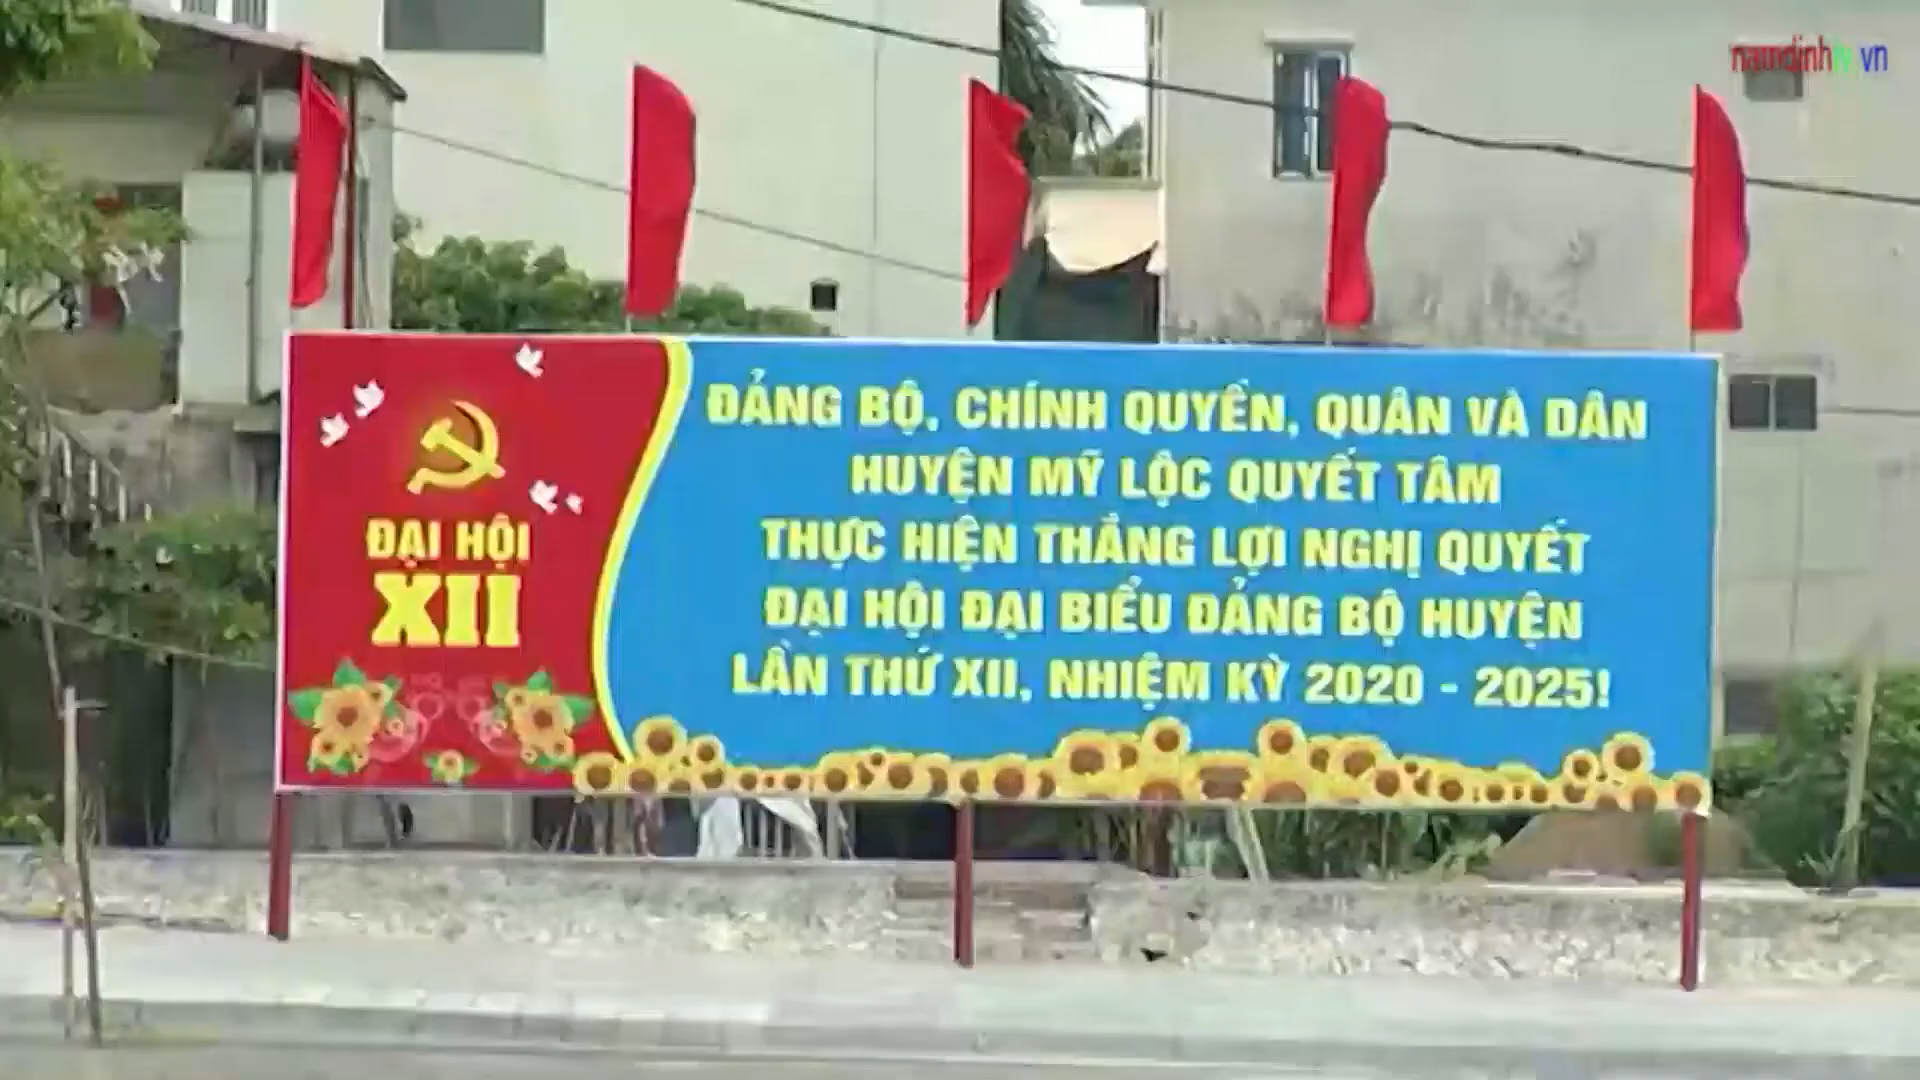 namdinhtv.vn
ĐẠI HỘI
XII
ĐẢNG BỘ, CHÍNH QUYỀN, QUÂN VÀ DÂN
HUYỆN MỸ LỘC QUYẾT TÂM
THỰC HIỆN THẮNG LỢI NGHỊ QUYẾT
ĐẠI HỘI ĐẠI BIỂU ĐẢNG BỘ HUYỆN
LẦN THỨ XII, NHIỆM KỲ 2020 - 2025!